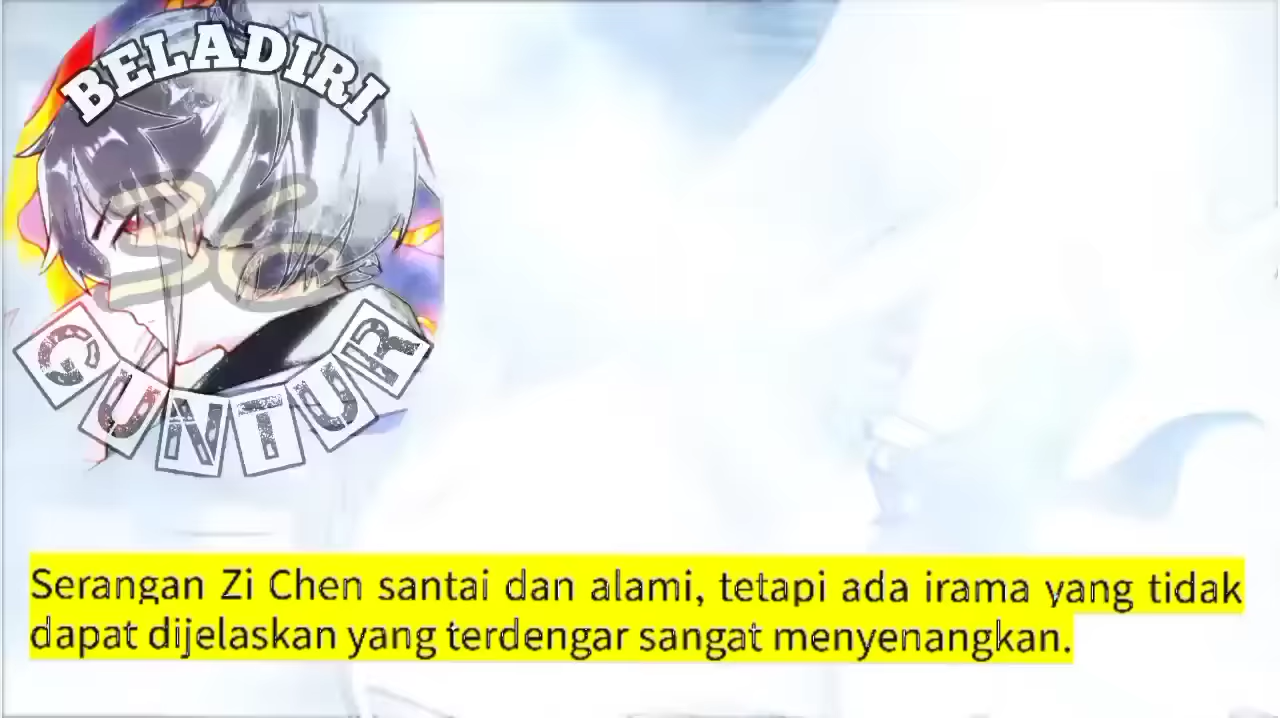 BELADIRI
36
GUNTUR
Serangan Zi Chen santai dan alami, tetapi ada irama yang tidak
dapat dijelaskan yang terdengar sangat menyenangkan.